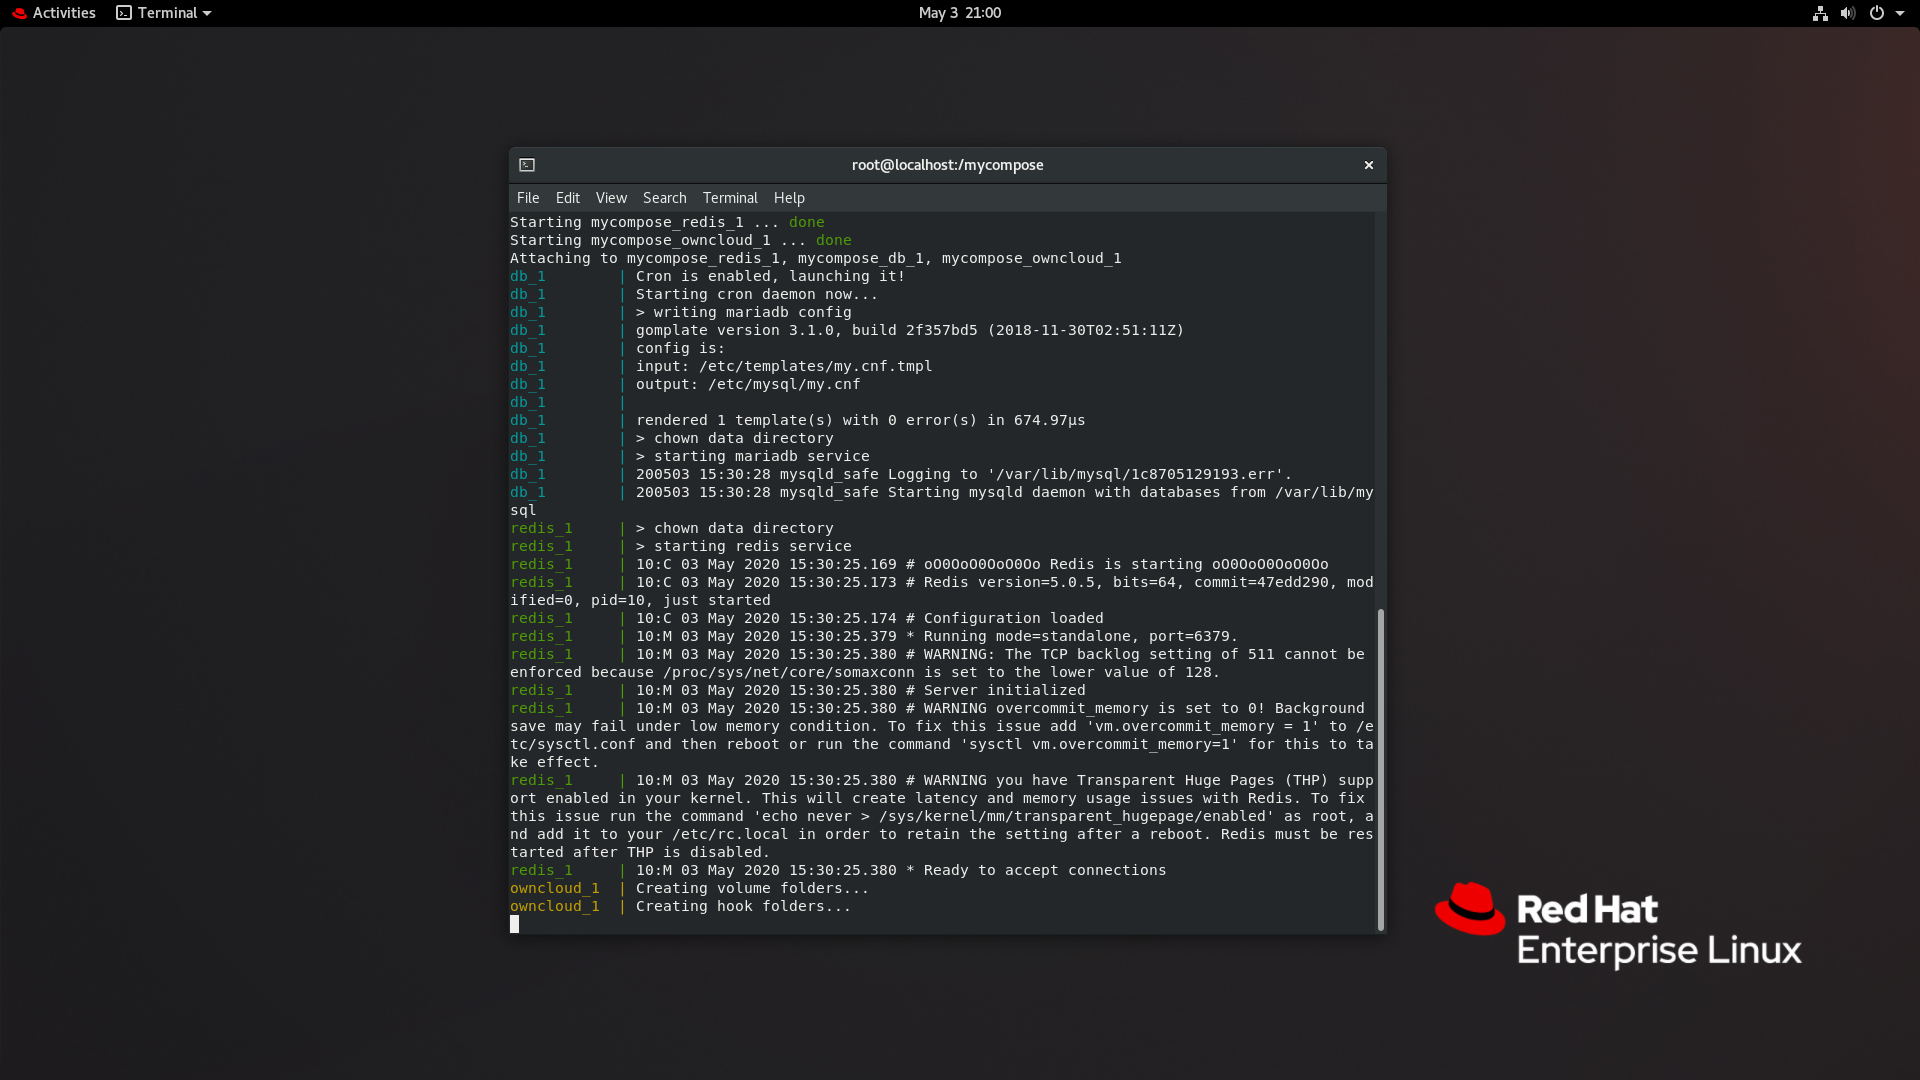 Activities Terminal May 3 21:00
root@localhost:/mycompose
File Edit View Search Terminal Help
Starting mycompose_redis_1 ... done
Starting mycompose_owncloud_1 ... done
Attaching to mycompose_redis_1, mycompose_db_1, mycompose_owncloud_1
db_1        | Cron is enabled, launching it!
db_1        | Starting cron daemon now...
db_1        | > writing mariadb config
db_1        | gomplate version 3.1.0, build 2f357bd5 (2018-11-30T02:51:11Z)
db_1        | config is:
db_1        | input: /etc/templates/my.cnf.tmpl
db_1        | output: /etc/mysql/my.cnf
db_1        |
db_1        | rendered 1 template(s) with 0 error(s) in 674.97µs
db_1        | > chown data directory
db_1        | > starting mariadb service
db_1        | 200503 15:30:28 mysqld_safe Logging to '/var/lib/mysql/1c8705129193.err'.
db_1        | 200503 15:30:28 mysqld_safe Starting mysqld daemon with databases from /var/lib/my
sql
redis_1     | > chown data directory
redis_1     | > starting redis service
redis_1     | 10:C 03 May 2020 15:30:25.169 # oO0OoO0OoO0Oo Redis is starting oO0OoO0OoO0Oo
redis_1     | 10:C 03 May 2020 15:30:25.173 # Redis version=5.0.5, bits=64, commit=47edd290, mod
ified=0, pid=10, just started
redis_1     | 10:C 03 May 2020 15:30:25.174 # Configuration loaded
redis_1     | 10:M 03 May 2020 15:30:25.379 * Running mode=standalone, port=6379.
redis_1     | 10:M 03 May 2020 15:30:25.380 # WARNING: The TCP backlog setting of 511 cannot be
enforced because /proc/sys/net/core/somaxconn is set to the lower value of 128.
redis_1     | 10:M 03 May 2020 15:30:25.380 # Server initialized
redis_1     | 10:M 03 May 2020 15:30:25.380 # WARNING overcommit_memory is set to 0! Background
save may fail under low memory condition. To fix this issue add 'vm.overcommit_memory = 1' to /e
tc/sysctl.conf and then reboot or run the command 'sysctl vm.overcommit_memory=1' for this to ta
ke effect.
redis_1     | 10:M 03 May 2020 15:30:25.380 # WARNING you have Transparent Huge Pages (THP) supp
ort enabled in your kernel. This will create latency and memory usage issues with Redis. To fix
this issue run the command 'echo never > /sys/kernel/mm/transparent_hugepage/enabled' as root, a
nd add it to your /etc/rc.local in order to retain the setting after a reboot. Redis must be res
tarted after THP is disabled.
redis_1     | 10:M 03 May 2020 15:30:25.380 * Ready to accept connections
owncloud_1  | Creating volume folders...
owncloud_1  | Creating hook folders...
Red Hat
Enterprise Linux